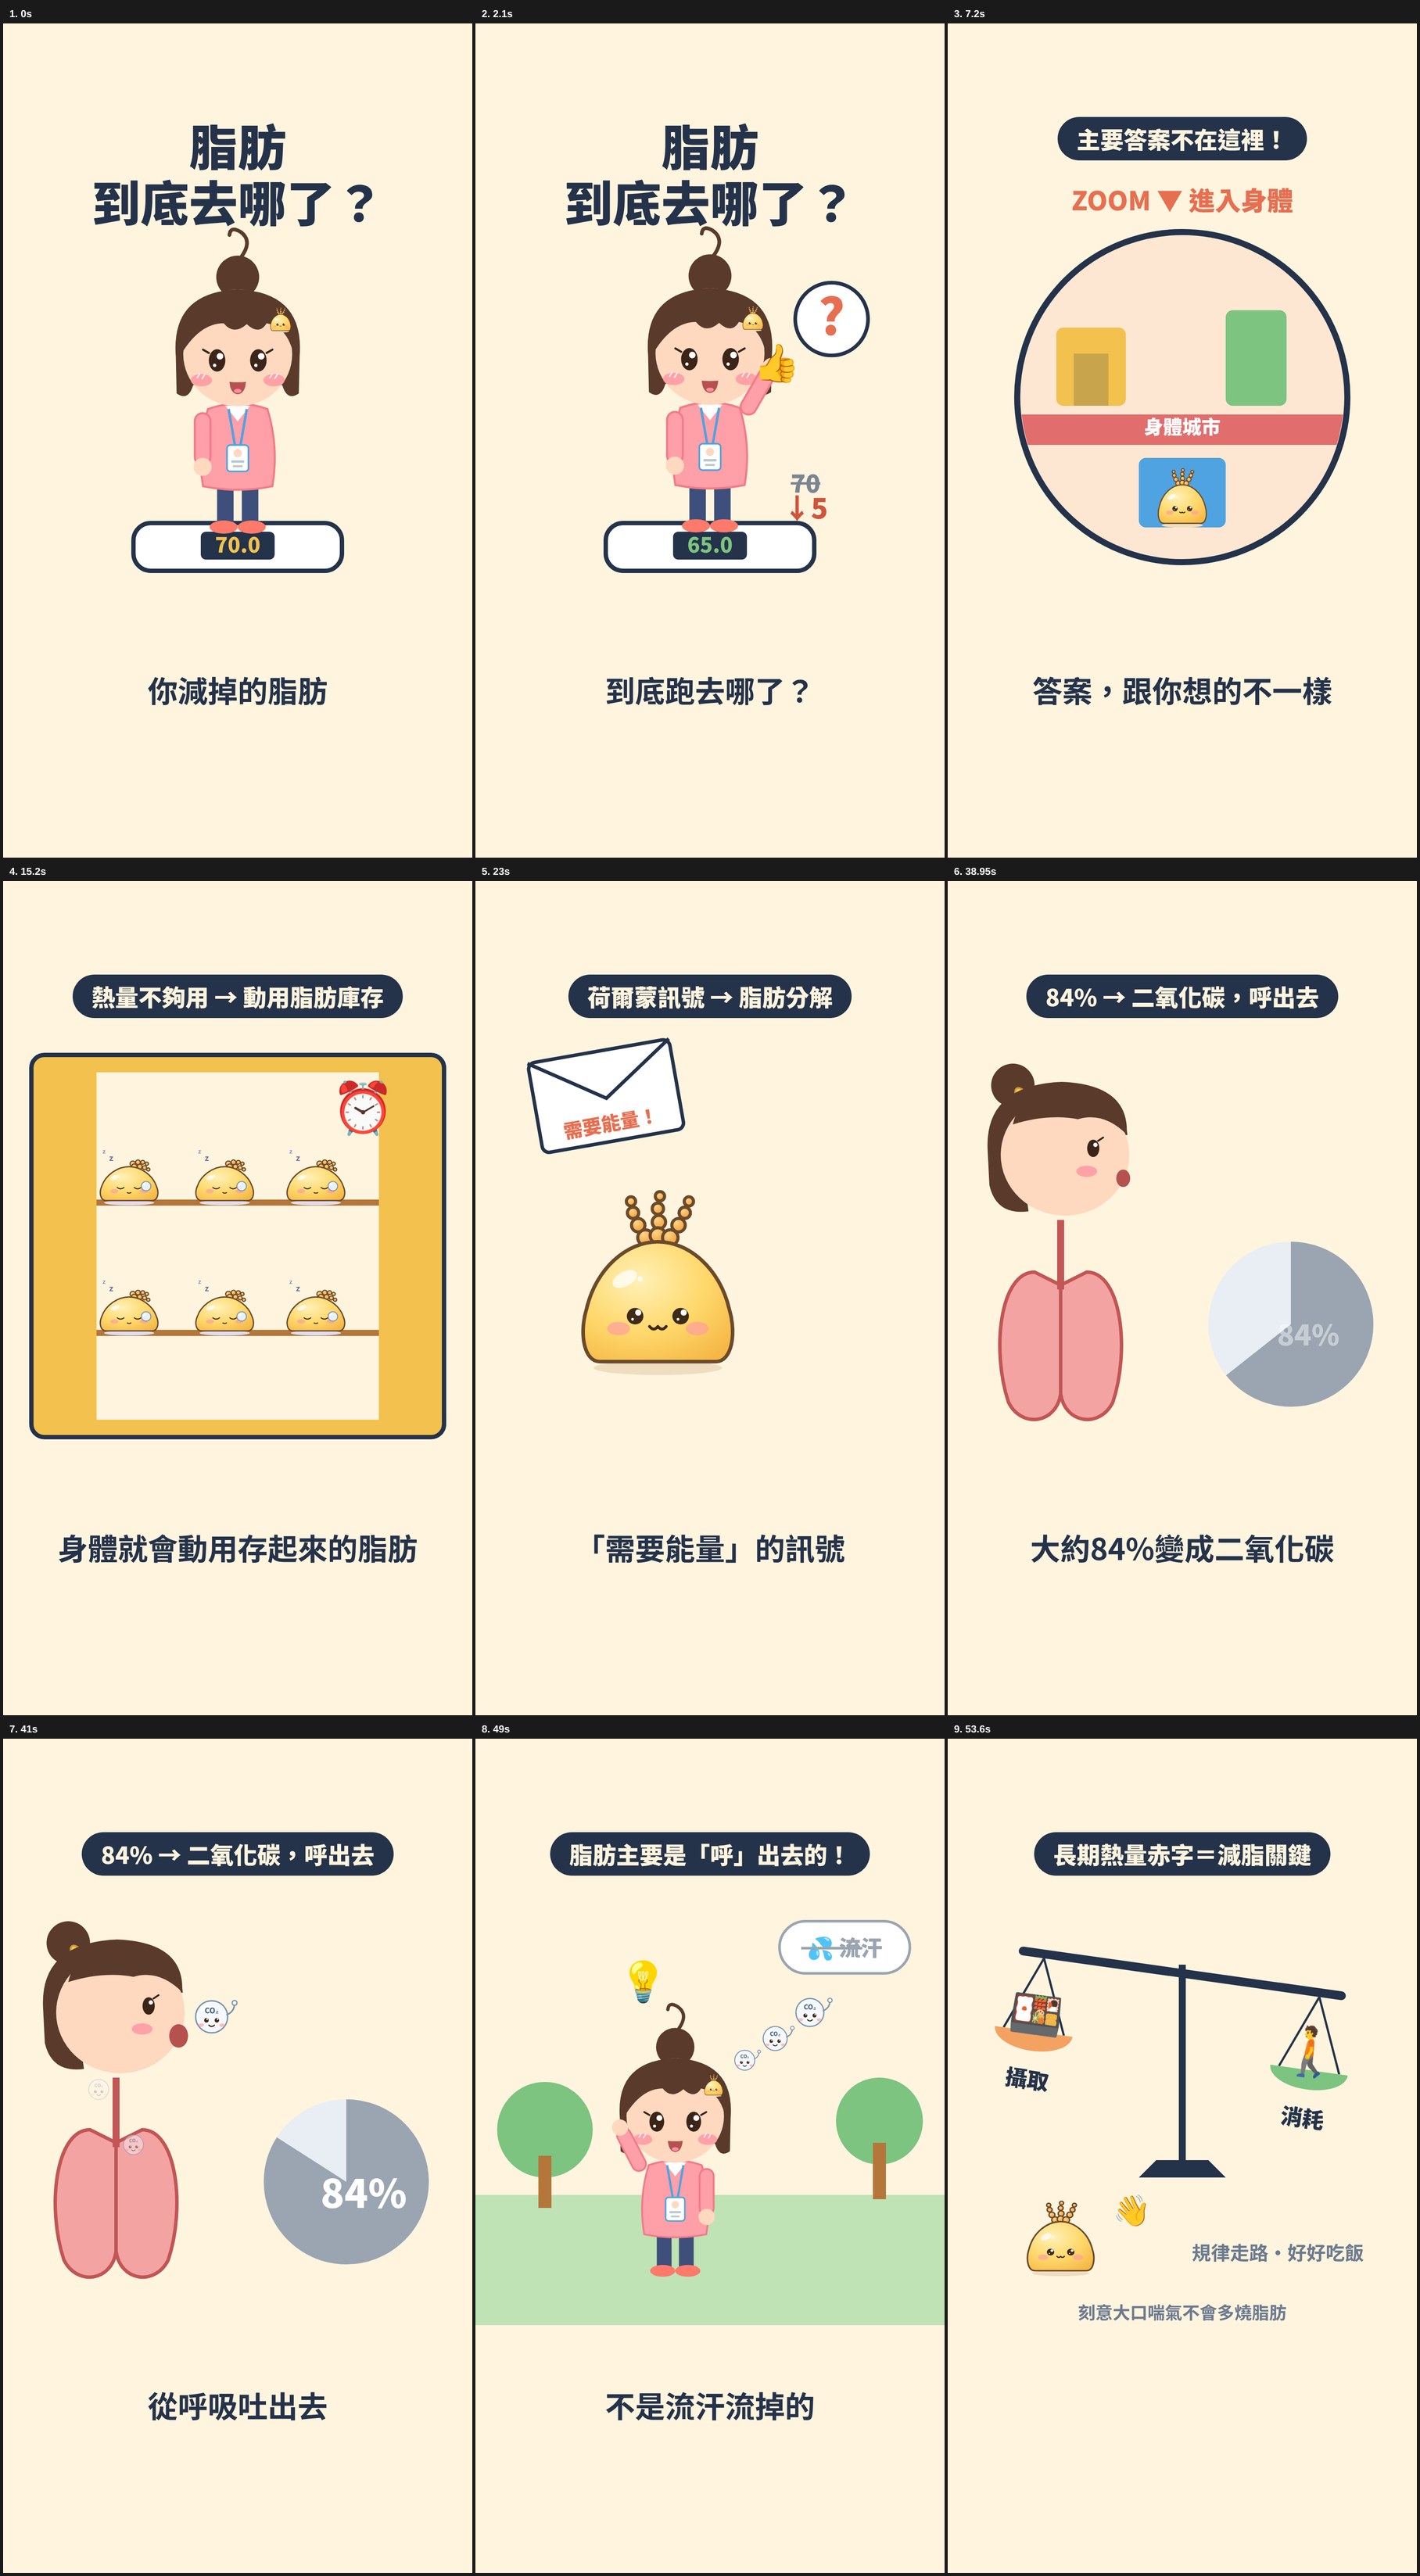 1. 0s
脂肪
到底去哪了？
70.0
你減掉的脂肪
2. 2.1s
脂肪
到底去哪了？
?
70
↓5
65.0
到底跑去哪了？
3. 7.2s
主要答案不在這裡！
ZOOM ▼ 進入身體
身體城市
答案，跟你想的不一樣
4. 15.2s
熱量不夠用 → 動用脂肪庫存
z z z
z z z
z z z
z z z
身體就會動用存起來的脂肪
5. 23s
荷爾蒙訊號 → 脂肪分解
需要能量！
「需要能量」的訊號
6. 38.95s
84% → 二氧化碳，呼出去
84%
大約84%變成二氧化碳
7. 41s
84% → 二氧化碳，呼出去
CO₂
CO₂
CO₂
84%
從呼吸吐出去
8. 49s
脂肪主要是「呼」出去的！
💦 流汗
CO₂
CO₂
CO₂
不是流汗流掉的
9. 53.6s
長期熱量赤字＝減脂關鍵
攝取
消耗
規律走路・好好吃飯
刻意大口喘氣不會多燒脂肪